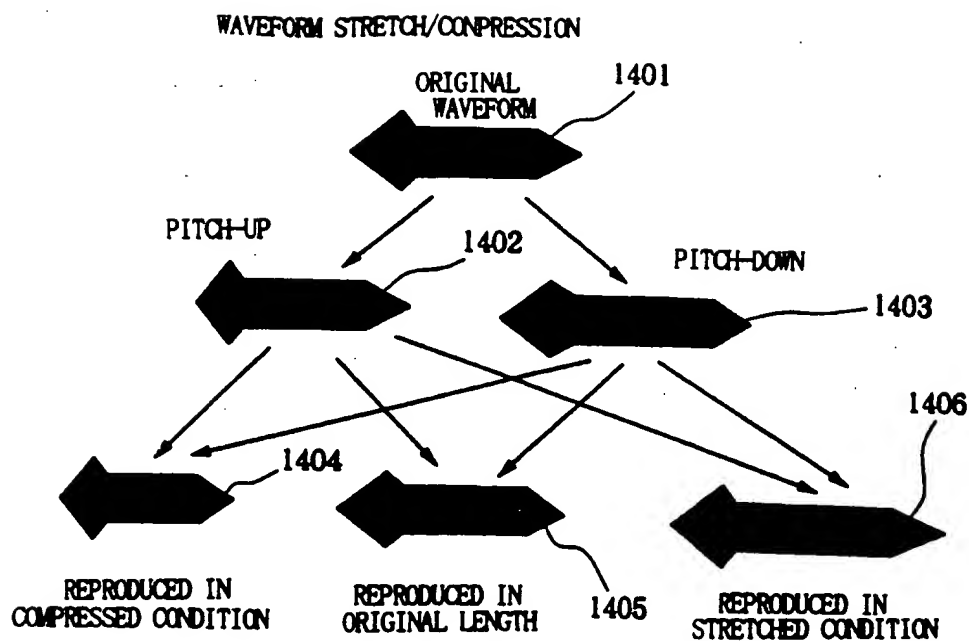 WAVEFORM STRETCH/CONPRESSION
ORIGINAL
WAVEFORM
1401
PITCH-UP
1402
PITCH-DOWN
1403
1406
1404
1405
REPRODUCED IN
COMPRESSED CONDITION
REPRODUCED IN
ORIGINAL LENGTH
REPRODUCED IN
STRETCHED CONDITION